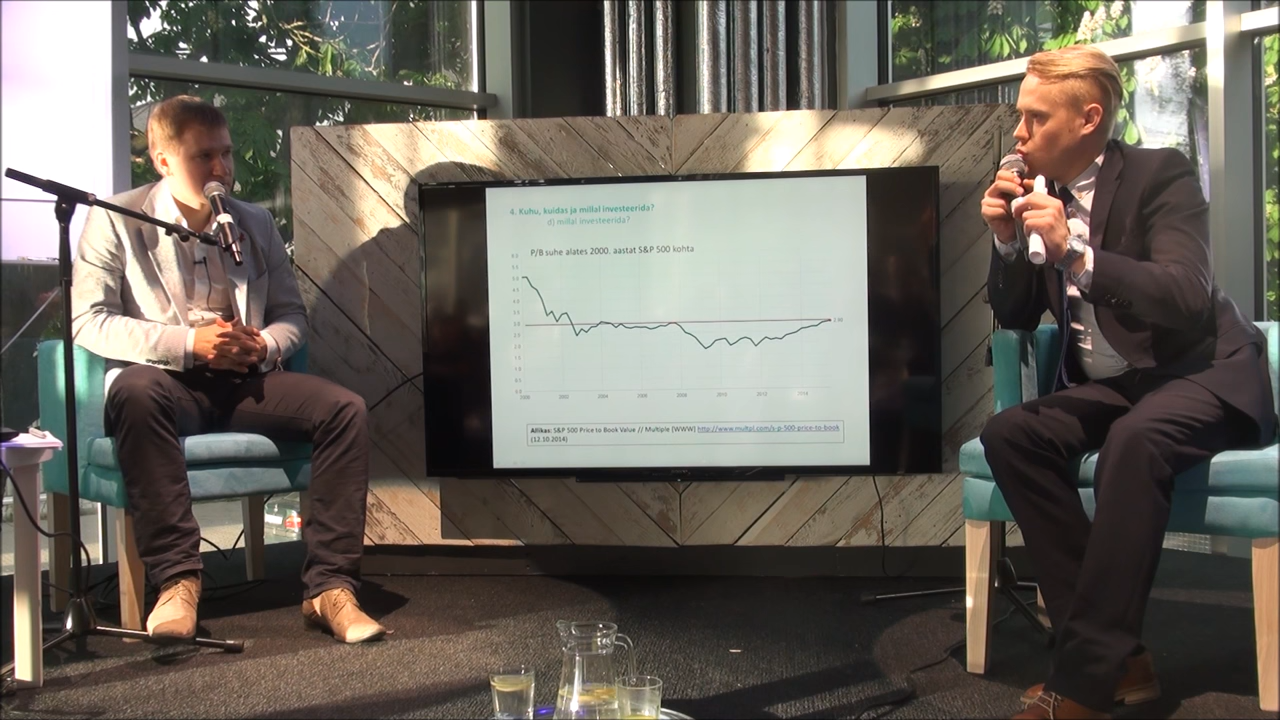 4. Kuhu, kuidas ja millal investeerida?
d) millal investeerida?
P/B suhe alates 2000. aastat S&P 500 kohta
2000 2002 2004 2006 2008 2010 2012 2014
Allikas: S&P 500 Price to Book Value // Multiple [WWW] http://www.multpl.com/s-p-500-price-to-book
(12.10.2014)